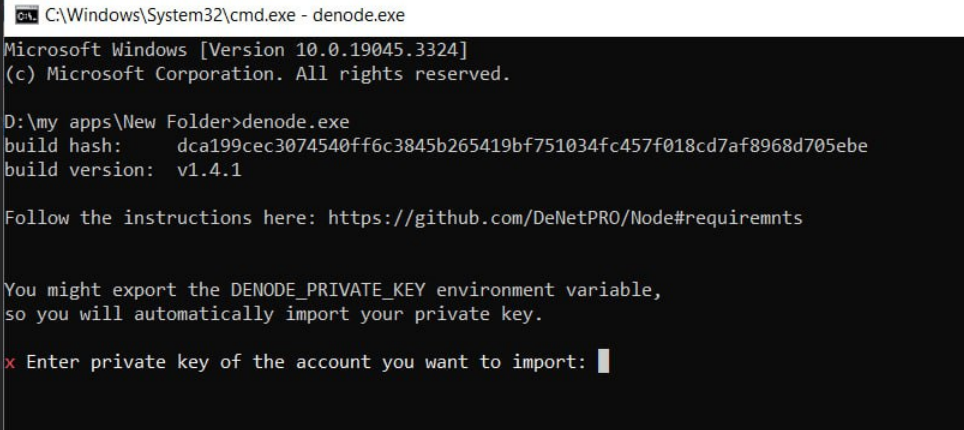 C:\Windows\System32\cmd.exe - denode.exe
Microsoft Windows [Version 10.0.19045.3324]
(c) Microsoft Corporation. All rights reserved.
D:\my apps\New Folder>denode.exe
build hash: dca199cec3074540ff6c3845b265419bf751034fc457f018cd7af8968d705ebe
build version: v1.4.1
Follow the instructions here: https://github.com/DeNetPRO/Node#requiremnts
You might export the DENODE_PRIVATE_KEY environment variable,
so you will automatically import your private key.
x Enter private key of the account you want to import: